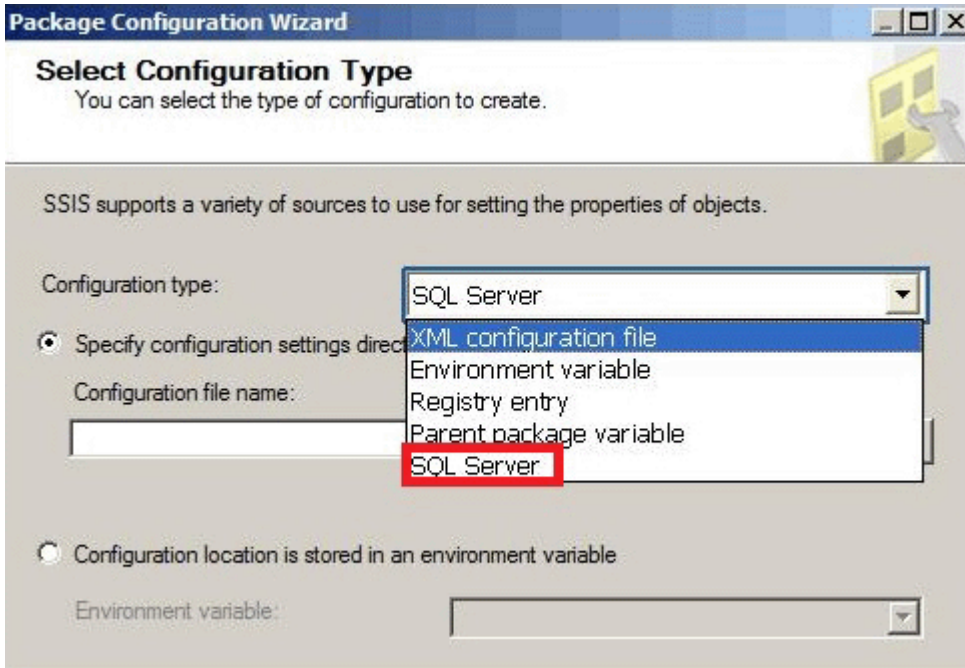 Package Configuration Wizard
Select Configuration Type
You can select the type of configuration to create.
SSIS supports a variety of sources to use for setting the properties of objects.
Configuration type:
SQL Server
XML configuration file
Specify configuration settings direct
Environment variable
Configuration file name:
Registry entry
Parent package variable
SQL Server
Configuration location is stored in an environment variable
Environment variable: